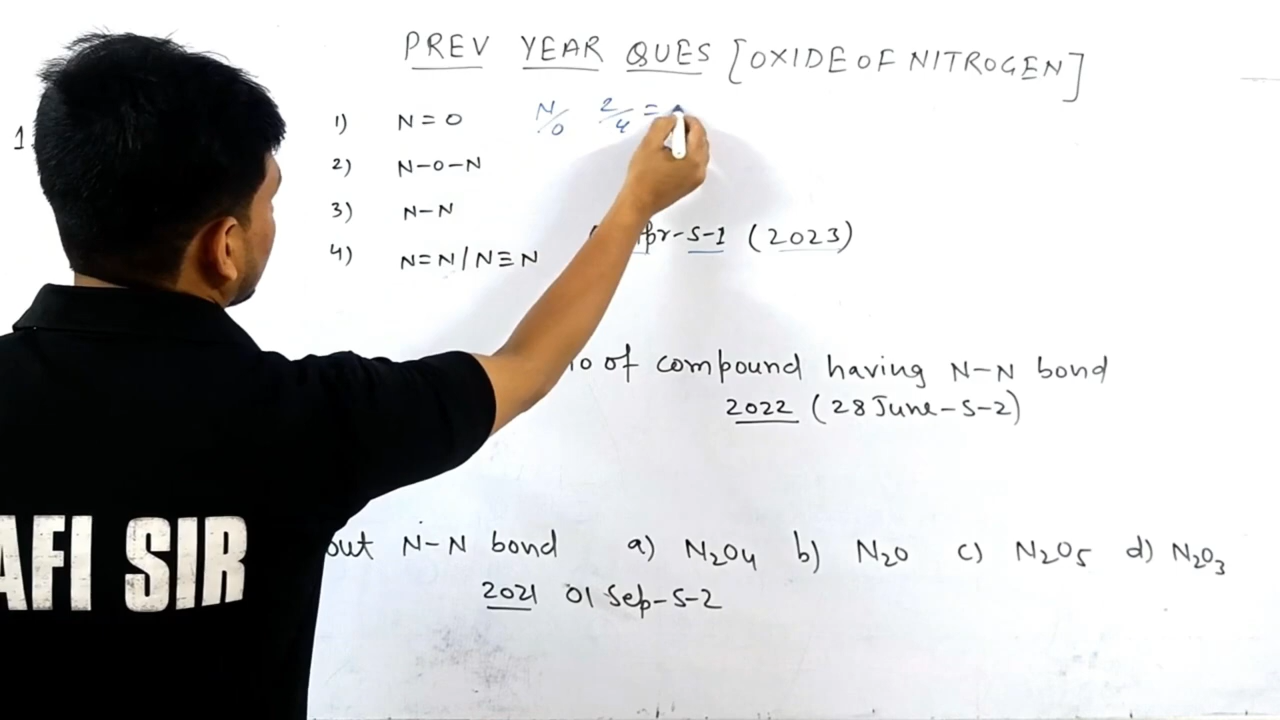 PREV YEAR QUES [OXIDE OF NITROGEN]
1.
1) N=O N/O 2/4 =
2) N-O-N
3) N-N
pr-S-1 (2023)
4) N=N/N≡N
of compound having N-N bond
2022 (28 June-S-2)
out N-N bond a) N₂O₄ b) N₂O c) N₂O₅ d) N₂O₃
2021 01 Sep-S-2
AFI SIR